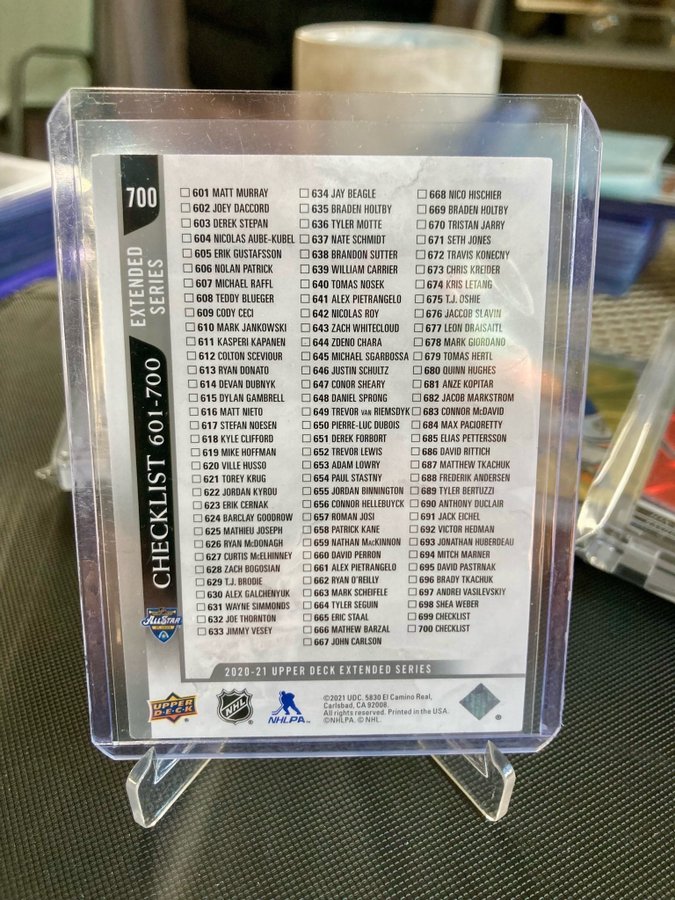 700
EXTENDED SERIES
CHECKLIST 601-700
ALL STAR
601 MATT MURRAY
602 JOEY DACCORD
603 DEREK STEPAN
604 NICOLAS AUBE-KUBEL
605 ERIK GUSTAFSSON
606 NOLAN PATRICK
607 MICHAEL RAFFL
608 TEDDY BLUEGER
609 CODY CECI
610 MARK JANKOWSKI
611 KASPERI KAPANEN
612 COLTON SCEVIOUR
613 RYAN DONATO
614 DEVAN DUBNYK
615 DYLAN GAMBRELL
616 MATT NIETO
617 STEFAN NOESEN
618 KYLE CLIFFORD
619 MIKE HOFFMAN
620 VILLE HUSSO
621 TOREY KRUG
622 JORDAN KYROU
623 ERIK CERNAK
624 BARCLAY GOODROW
625 MATHIEU JOSEPH
626 RYAN McDONAGH
627 CURTIS McELHINNEY
628 ZACH BOGOSIAN
629 T.J. BRODIE
630 ALEX GALCHENYUK
631 WAYNE SIMMONDS
632 JOE THORNTON
633 JIMMY VESEY
634 JAY BEAGLE
635 BRADEN HOLTBY
636 TYLER MOTTE
637 NATE SCHMIDT
638 BRANDON SUTTER
639 WILLIAM CARRIER
640 TOMAS NOSEK
641 ALEX PIETRANGELO
642 NICOLAS ROY
643 ZACH WHITECLOUD
644 ZDENO CHARA
645 MICHAEL SGARBOSSA
646 JUSTIN SCHULTZ
647 CONOR SHEARY
648 DANIEL SPRONG
649 TREVOR VAN RIEMSDYK
650 PIERRE-LUC DUBOIS
651 DEREK FORBORT
652 TREVOR LEWIS
653 ADAM LOWRY
654 PAUL STASTNY
655 JORDAN BINNINGTON
656 CONNOR HELLEBUYCK
657 ROMAN JOSI
658 PATRICK KANE
659 NATHAN MacKINNON
660 DAVID PERRON
661 ALEX PIETRANGELO
662 RYAN O'REILLY
663 MARK SCHEIFELE
664 TYLER SEGUIN
665 ERIC STAAL
666 MATHEW BARZAL
667 JOHN CARLSON
668 NICO HISCHIER
669 BRADEN HOLTBY
670 TRISTAN JARRY
671 SETH JONES
672 TRAVIS KONECNY
673 CHRIS KREIDER
674 KRIS LETANG
675 T.J. OSHIE
676 JACCOB SLAVIN
677 LEON DRAISAITL
678 MARK GIORDANO
679 TOMAS HERTL
680 QUINN HUGHES
681 ANZE KOPITAR
682 JACOB MARKSTROM
683 CONNOR McDAVID
684 MAX PACIORETTY
685 ELIAS PETTERSSON
686 DAVID RITTICH
687 MATTHEW TKACHUK
688 FREDERIK ANDERSEN
689 TYLER BERTUZZI
690 ANTHONY DUCLAIR
691 JACK EICHEL
692 VICTOR HEDMAN
693 JONATHAN HUBERDEAU
694 MITCH MARNER
695 DAVID PASTRNAK
696 BRADY TKACHUK
697 ANDREI VASILEVSKIY
698 SHEA WEBER
699 CHECKLIST
700 CHECKLIST
2020-21 UPPER DECK EXTENDED SERIES
UPPER DECK
NHL
NHLPA
©2021 UDC. 5830 El Camino Real,
Carlsbad, CA 92008.
All rights reserved. Printed in the USA.
©NHLPA. © NHL.